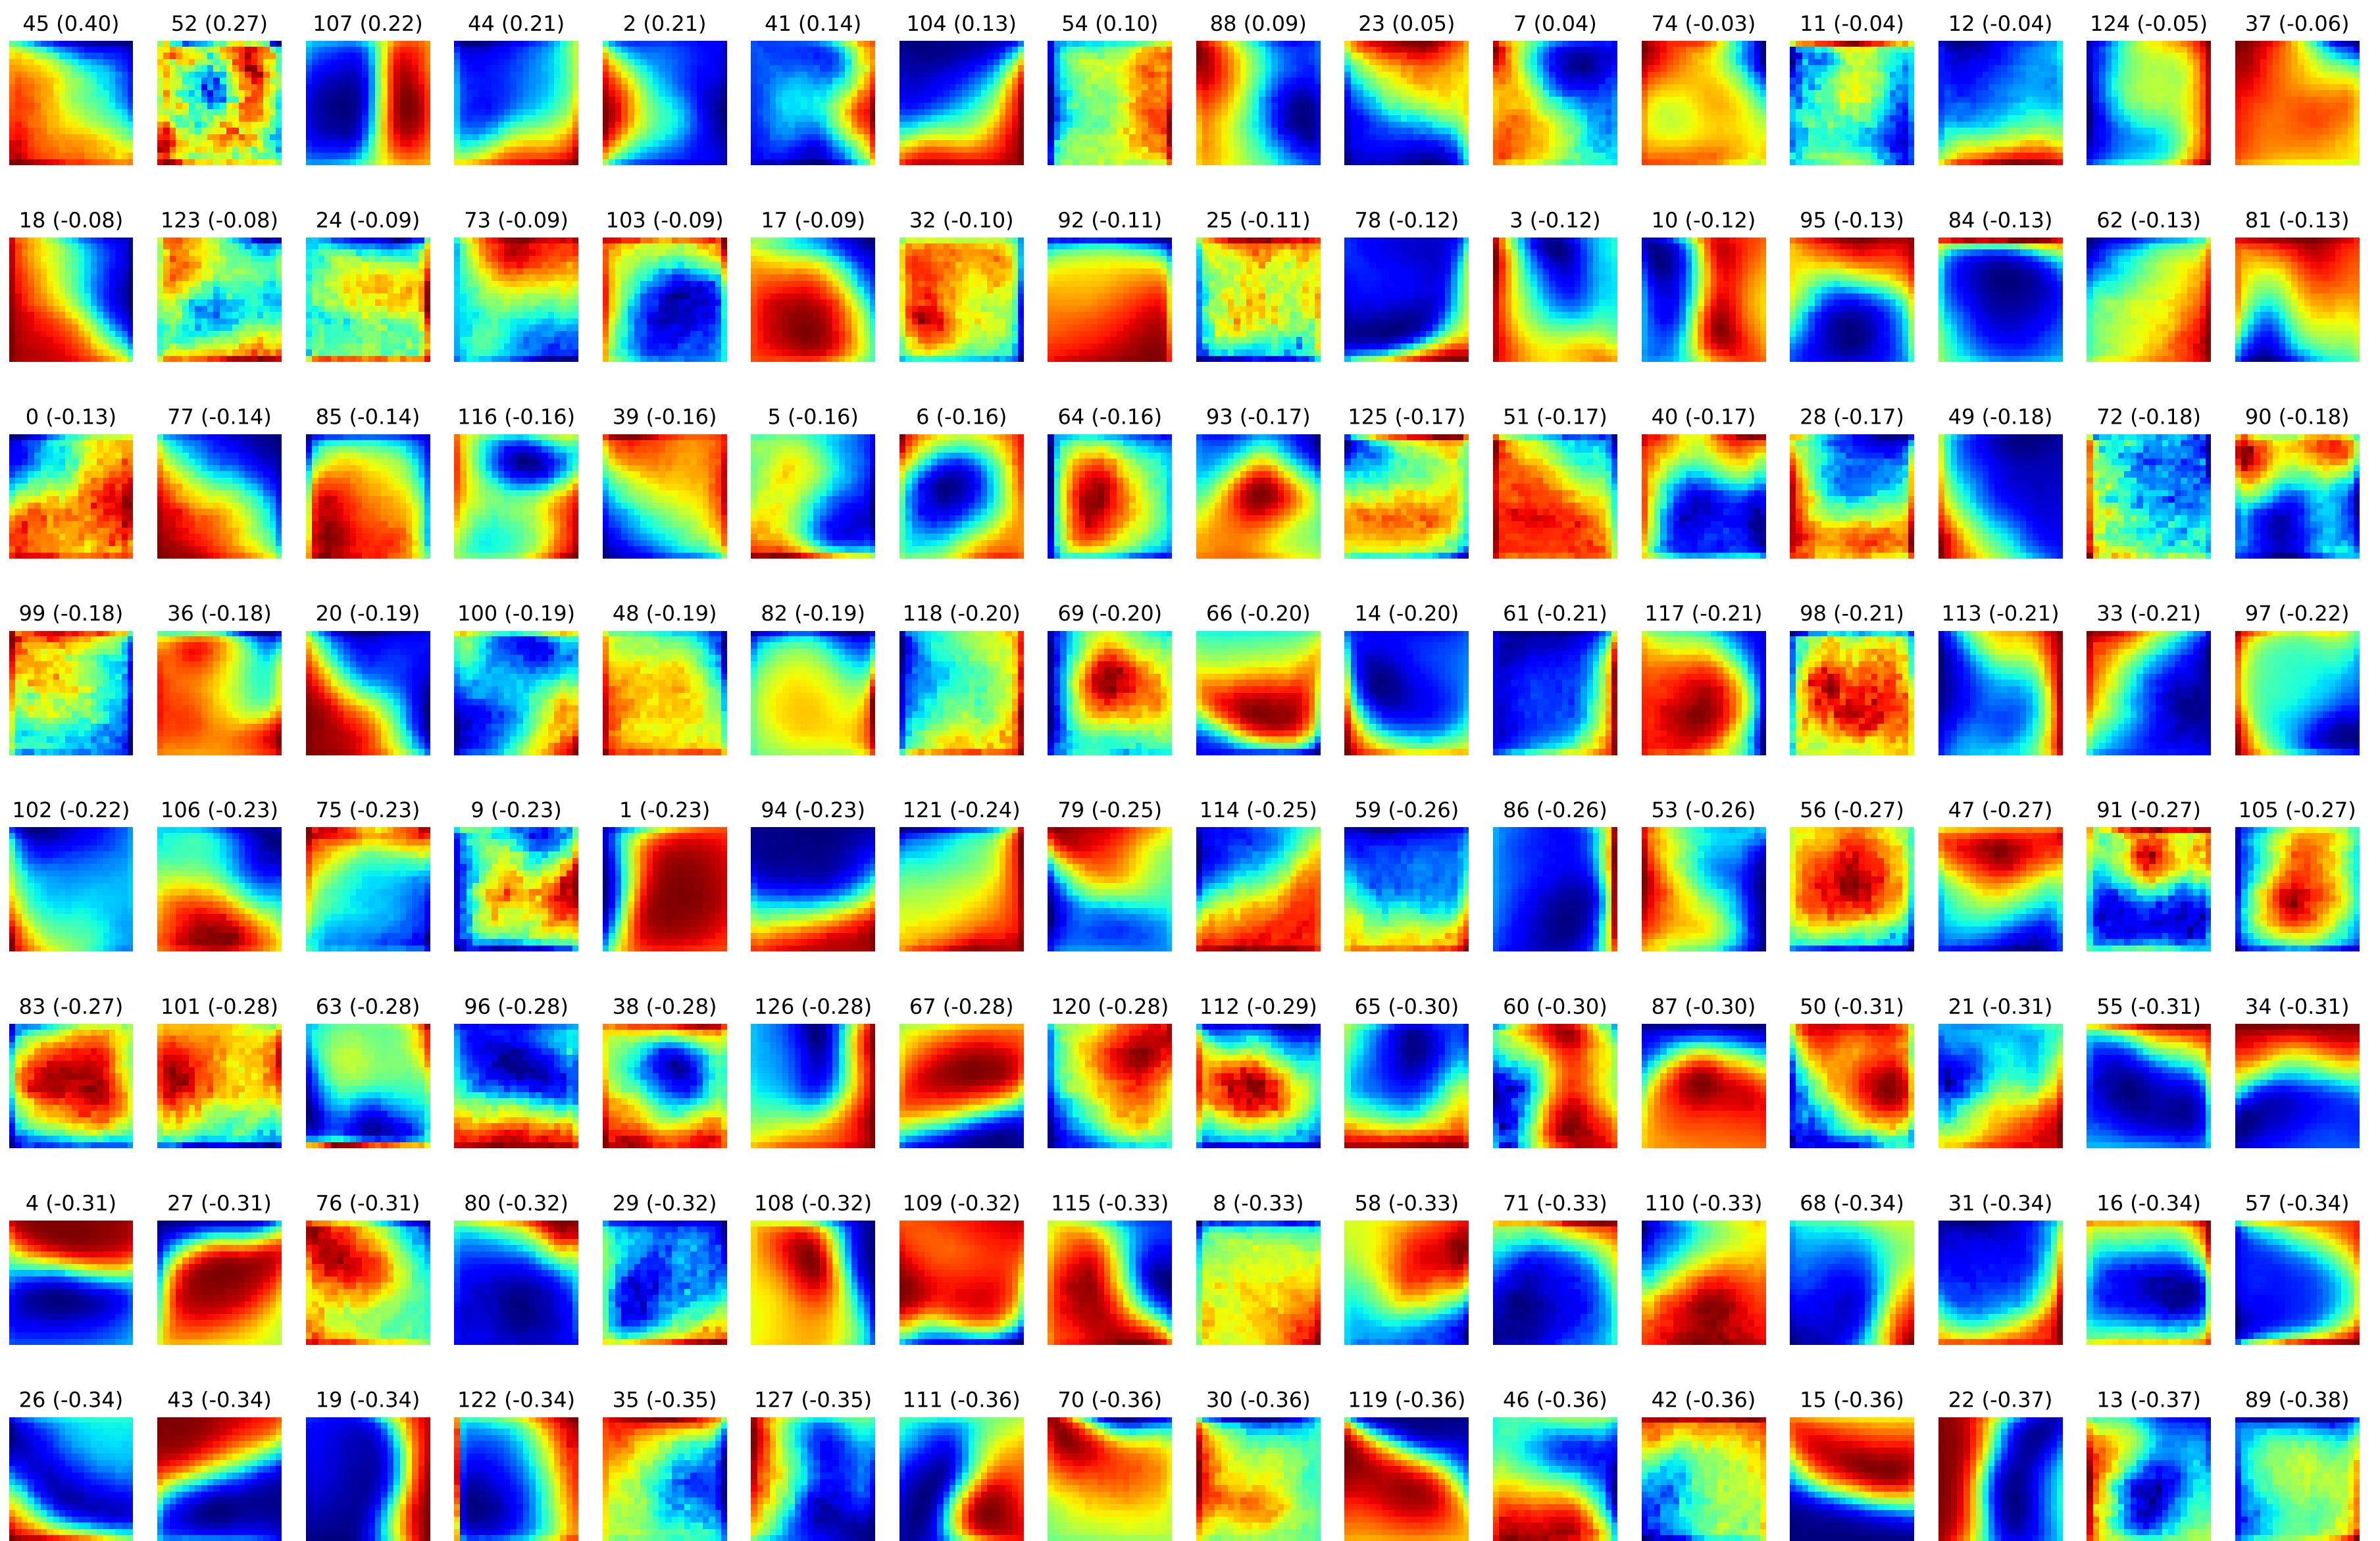 45 (0.40) 52 (0.27) 107 (0.22) 44 (0.21) 2 (0.21) 41 (0.14) 104 (0.13) 54 (0.10) 88 (0.09) 23 (0.05) 7 (0.04) 74 (-0.03) 11 (-0.04) 12 (-0.04) 124 (-0.05) 37 (-0.06)
18 (-0.08) 123 (-0.08) 24 (-0.09) 73 (-0.09) 103 (-0.09) 17 (-0.09) 32 (-0.10) 92 (-0.11) 25 (-0.11) 78 (-0.12) 3 (-0.12) 10 (-0.12) 95 (-0.13) 84 (-0.13) 62 (-0.13) 81 (-0.13)
0 (-0.13) 77 (-0.14) 85 (-0.14) 116 (-0.16) 39 (-0.16) 5 (-0.16) 6 (-0.16) 64 (-0.16) 93 (-0.17) 125 (-0.17) 51 (-0.17) 40 (-0.17) 28 (-0.17) 49 (-0.18) 72 (-0.18) 90 (-0.18)
99 (-0.18) 36 (-0.18) 20 (-0.19) 100 (-0.19) 48 (-0.19) 82 (-0.19) 118 (-0.20) 69 (-0.20) 66 (-0.20) 14 (-0.20) 61 (-0.21) 117 (-0.21) 98 (-0.21) 113 (-0.21) 33 (-0.21) 97 (-0.22)
102 (-0.22) 106 (-0.23) 75 (-0.23) 9 (-0.23) 1 (-0.23) 94 (-0.23) 121 (-0.24) 79 (-0.25) 114 (-0.25) 59 (-0.26) 86 (-0.26) 53 (-0.26) 56 (-0.27) 47 (-0.27) 91 (-0.27) 105 (-0.27)
83 (-0.27) 101 (-0.28) 63 (-0.28) 96 (-0.28) 38 (-0.28) 126 (-0.28) 67 (-0.28) 120 (-0.28) 112 (-0.29) 65 (-0.30) 60 (-0.30) 87 (-0.30) 50 (-0.31) 21 (-0.31) 55 (-0.31) 34 (-0.31)
4 (-0.31) 27 (-0.31) 76 (-0.31) 80 (-0.32) 29 (-0.32) 108 (-0.32) 109 (-0.32) 115 (-0.33) 8 (-0.33) 58 (-0.33) 71 (-0.33) 110 (-0.33) 68 (-0.34) 31 (-0.34) 16 (-0.34) 57 (-0.34)
26 (-0.34) 43 (-0.34) 19 (-0.34) 122 (-0.34) 35 (-0.35) 127 (-0.35) 111 (-0.36) 70 (-0.36) 30 (-0.36) 119 (-0.36) 46 (-0.36) 42 (-0.36) 15 (-0.36) 22 (-0.37) 13 (-0.37) 89 (-0.38)